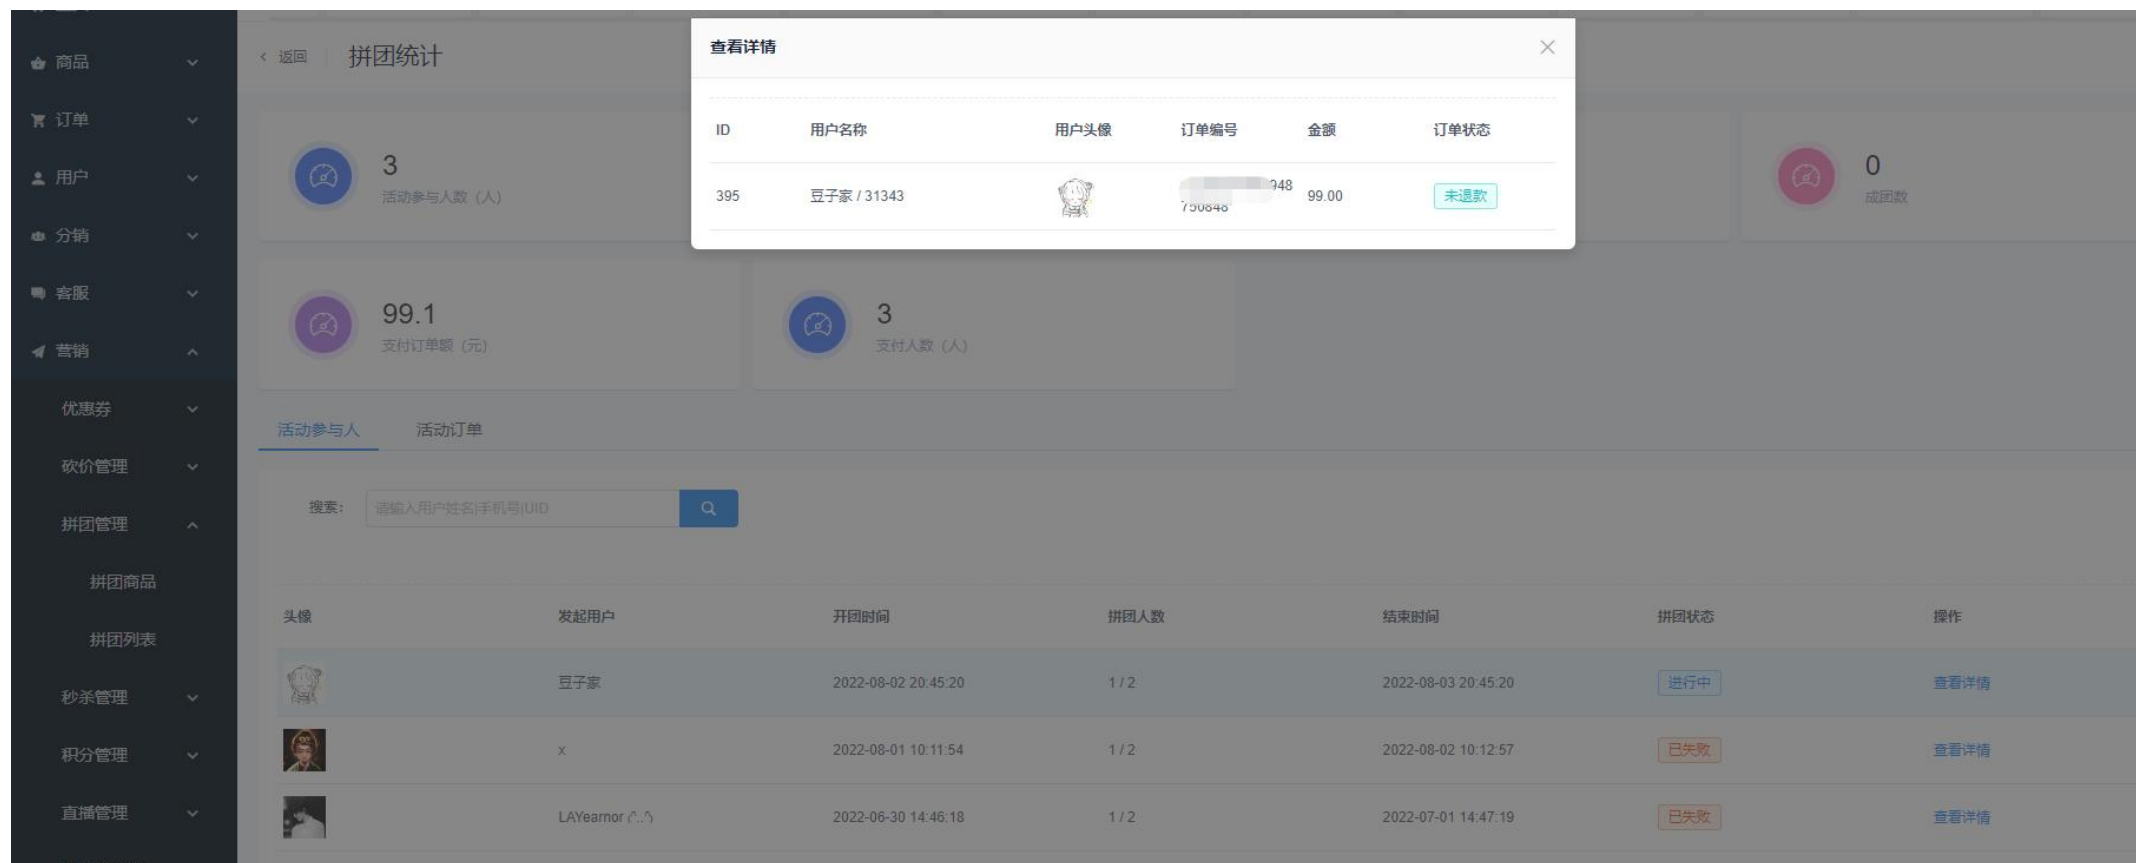 商品
订单
用户
分销
客服
营销
优惠券
砍价管理
拼团管理
拼团商品
拼团列表
秒杀管理
积分管理
直播管理
< 返回 拼团统计
查看详情
ID 用户名称 用户头像 订单编号 金额 订单状态
395 豆子家 / 31343 948 99.00 未退款
750848
3
活动参与人数（人）
0
成团数
99.1
支付订单额（元）
3
支付人数（人）
活动参与人 活动订单
搜索： 请输入用户姓名|手机号|UID
头像 发起用户 开团时间 拼团人数 结束时间 拼团状态 操作
豆子家 2022-08-02 20:45:20 1 / 2 2022-08-03 20:45:20 进行中 查看详情
x 2022-08-01 10:11:54 1 / 2 2022-08-02 10:12:57 已失败 查看详情
LAYearnor 2022-06-30 14:46:18 1 / 2 2022-07-01 14:47:19 已失败 查看详情